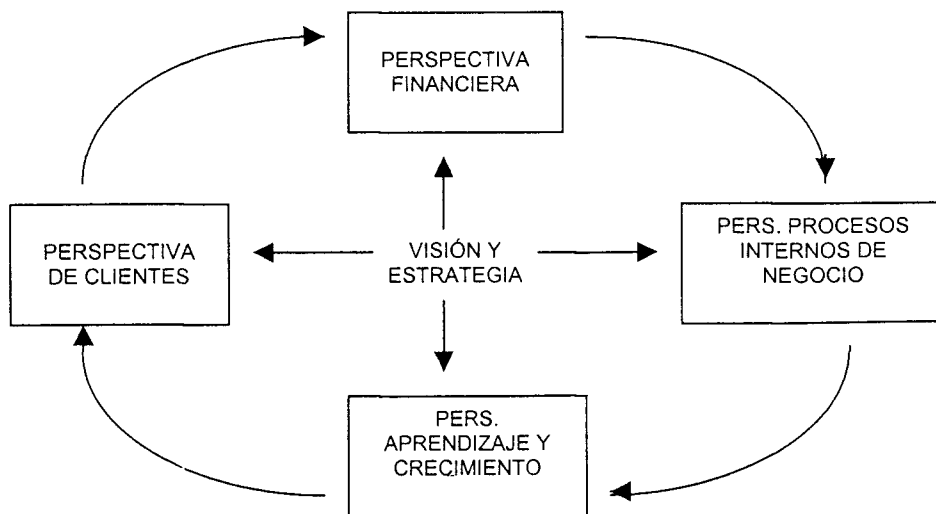 PERSPECTIVA
FINANCIERA
PERSPECTIVA
DE CLIENTES
VISIÓN Y
ESTRATEGIA
PERS. PROCESOS
INTERNOS DE
NEGOCIO
PERS.
APRENDIZAJE Y
CRECIMIENTO